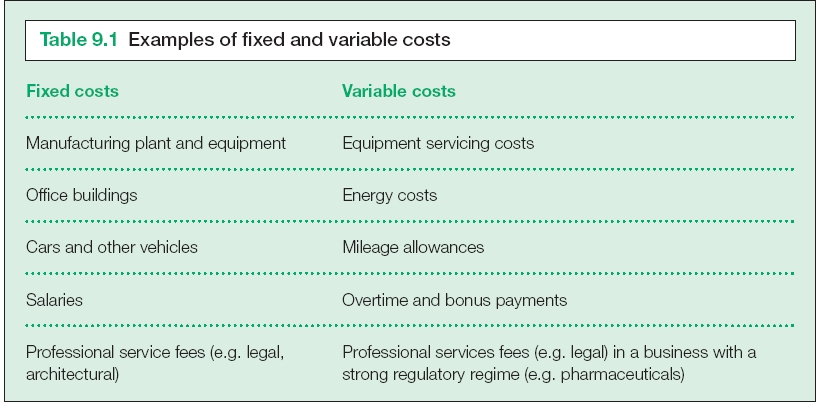 Table 9.1 Examples of fixed and variable costs
Fixed costs Variable costs
Manufacturing plant and equipment Equipment servicing costs
Office buildings Energy costs
Cars and other vehicles Mileage allowances
Salaries Overtime and bonus payments
Professional service fees (e.g. legal, Professional services fees (e.g. legal) in a business with a
architectural) strong regulatory regime (e.g. pharmaceuticals)